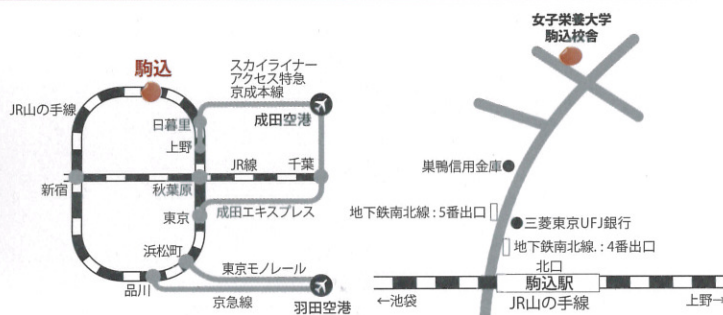 駒込
スカイライナー
アクセス特急
京成本線
JR山の手線
日暮里
成田空港
上野
JR線
千葉
新宿
秋葉原
東京
成田エキスプレス
浜松町
東京モノレール
品川
京急線
羽田空港
女子栄養大学
駒込校舎
巣鴨信用金庫
地下鉄南北線:5番出口
三菱東京UFJ銀行
地下鉄南北線.:4番出口
北口
駒込駅
←池袋
JR山の手線
上野→